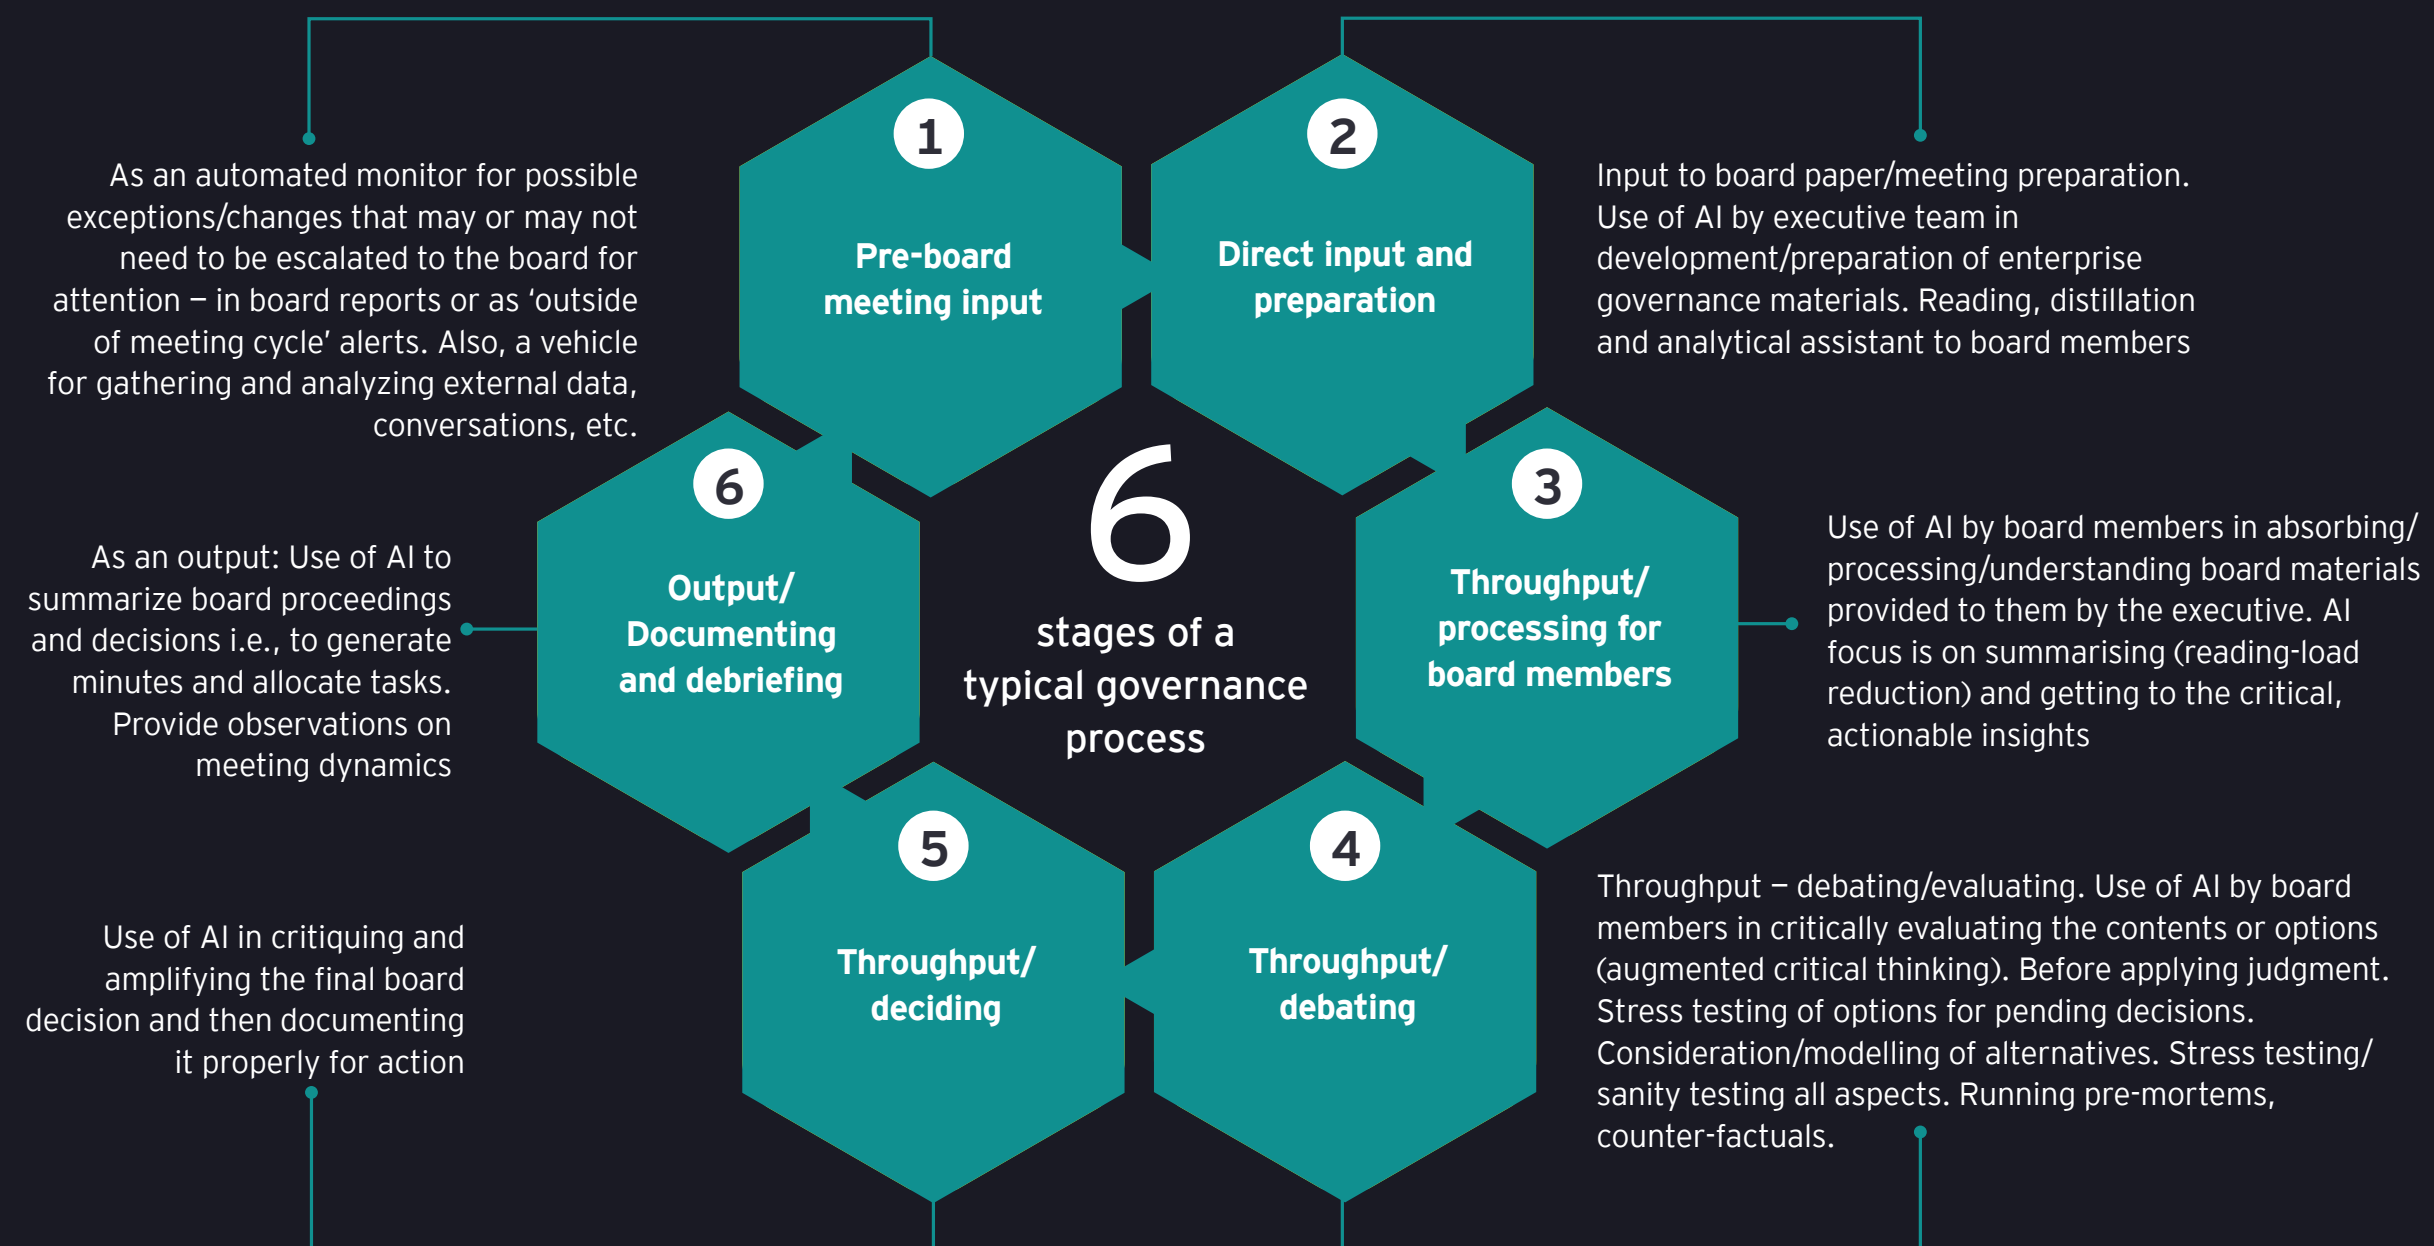 1
Pre-board
meeting input
As an automated monitor for possible
exceptions/changes that may or may not
need to be escalated to the board for
attention – in board reports or as ‘outside
of meeting cycle’ alerts. Also, a vehicle
for gathering and analyzing external data,
conversations, etc.
2
Direct input and
preparation
Input to board paper/meeting preparation.
Use of AI by executive team in
development/preparation of enterprise
governance materials. Reading, distillation
and analytical assistant to board members
6
stages of a
typical governance
process
3
Throughput/
processing for
board members
Use of AI by board members in absorbing/
processing/understanding board materials
provided to them by the executive. AI
focus is on summarising (reading-load
reduction) and getting to the critical,
actionable insights
4
Throughput/
debating
Throughput – debating/evaluating. Use of AI by board
members in critically evaluating the contents or options
(augmented critical thinking). Before applying judgment.
Stress testing of options for pending decisions.
Consideration/modelling of alternatives. Stress testing/
sanity testing all aspects. Running pre-mortems,
counter-factuals.
5
Throughput/
deciding
Use of AI in critiquing and
amplifying the final board
decision and then documenting
it properly for action
6
Output/
Documenting
and debriefing
As an output: Use of AI to
summarize board proceedings
and decisions i.e., to generate
minutes and allocate tasks.
Provide observations on
meeting dynamics